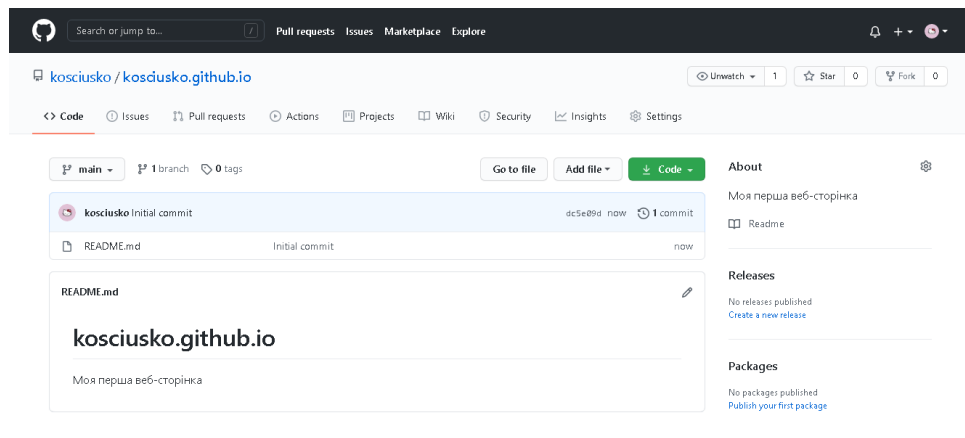 Search or jump to... /
Pull requests Issues Marketplace Explore
kosciusko / kosciusko.github.io
Unwatch 1 Star 0 Fork 0
Code Issues Pull requests Actions Projects Wiki Security Insights Settings
main 1 branch 0 tags
Go to file Add file Code
kosciusko Initial commit dc5e09d now 1 commit
README.md Initial commit now
README.md
kosciusko.github.io
Моя перша веб-сторінка
About
Моя перша веб-сторінка
Readme
Releases
No releases published
Create a new release
Packages
No packages published
Publish your first package